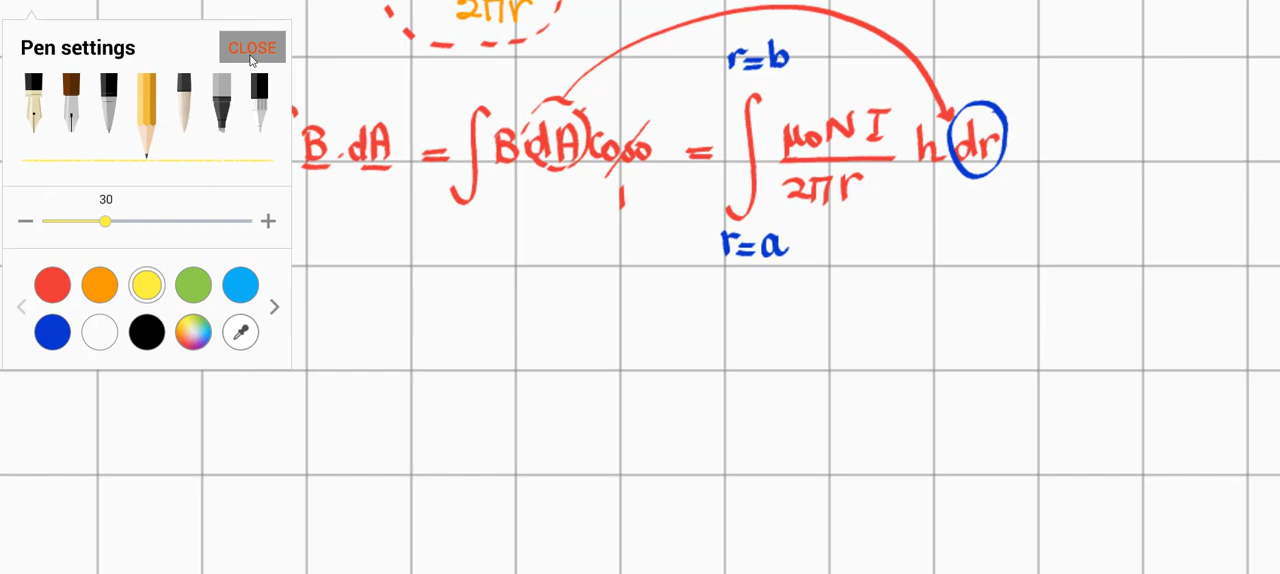 2πr
Pen settings
CLOSE
r=b
B.dA = ∫B(dA)cos0 = ∫ μ₀NI/2πr h dr
1
30
r=a